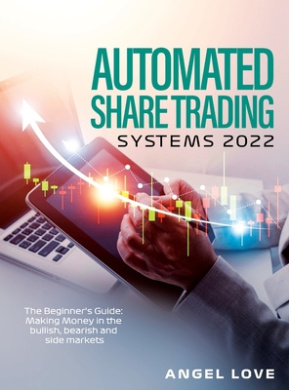 AUTOMATED
SHARE TRADING
SYSTEMS 2022
The Beginner's Guide:
Making Money in the
bullish, bearish and
side markets
ANGEL LOVE